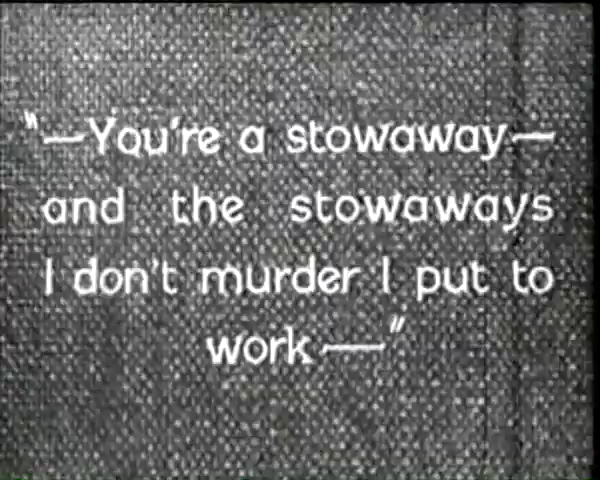 "—You're a stowaway—
and the stowaways
I don't murder I put to
work—"